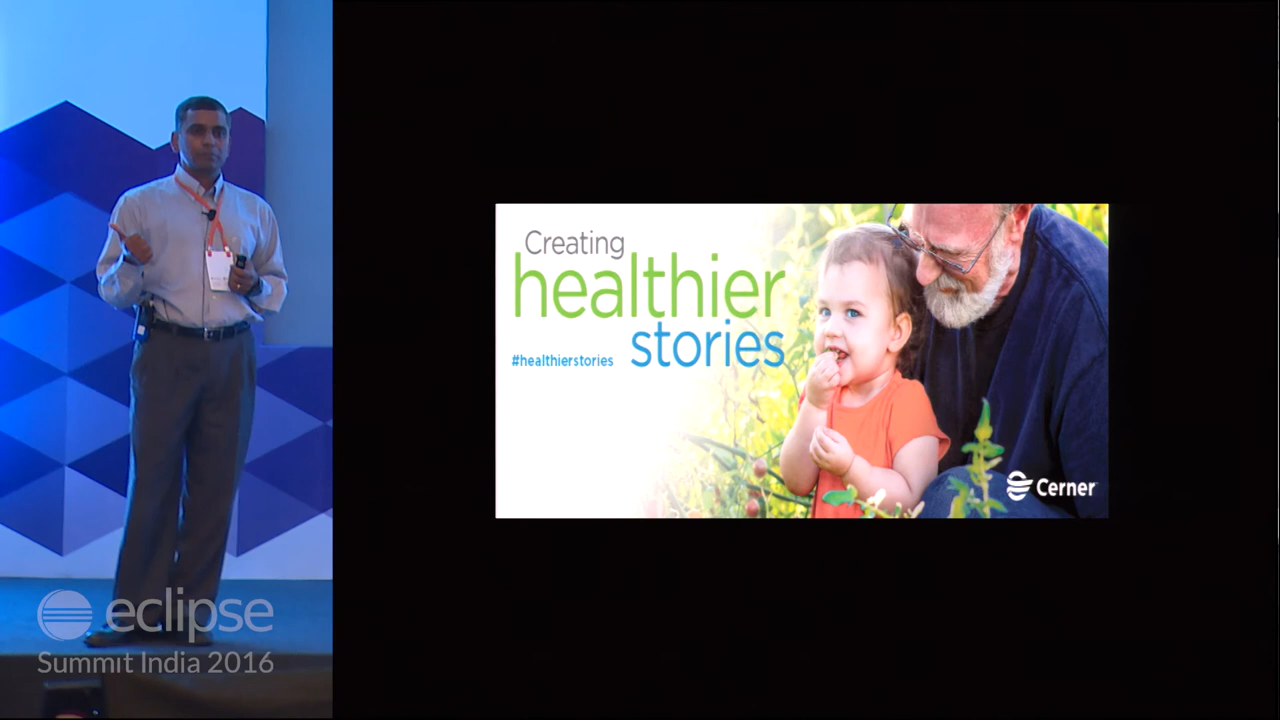 Creating
healthier
stories
#healthierstories
Cerner
eclipse
Summit India 2016